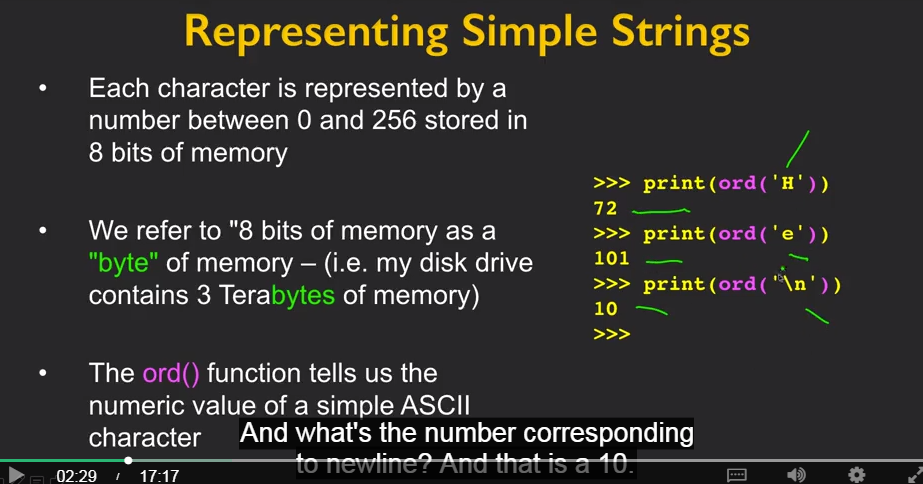 Representing Simple Strings
• Each character is represented by a
number between 0 and 256 stored in
8 bits of memory
• We refer to "8 bits of memory as a
"byte" of memory – (i.e. my disk drive
contains 3 Terabytes of memory)
• The ord() function tells us the
numeric value of a simple ASCII
character
>>> print(ord('H'))
72
>>> print(ord('e'))
101
>>> print(ord('\n'))
10
>>>
And what's the number corresponding
to newline? And that is a 10.
02:29 / 17:17